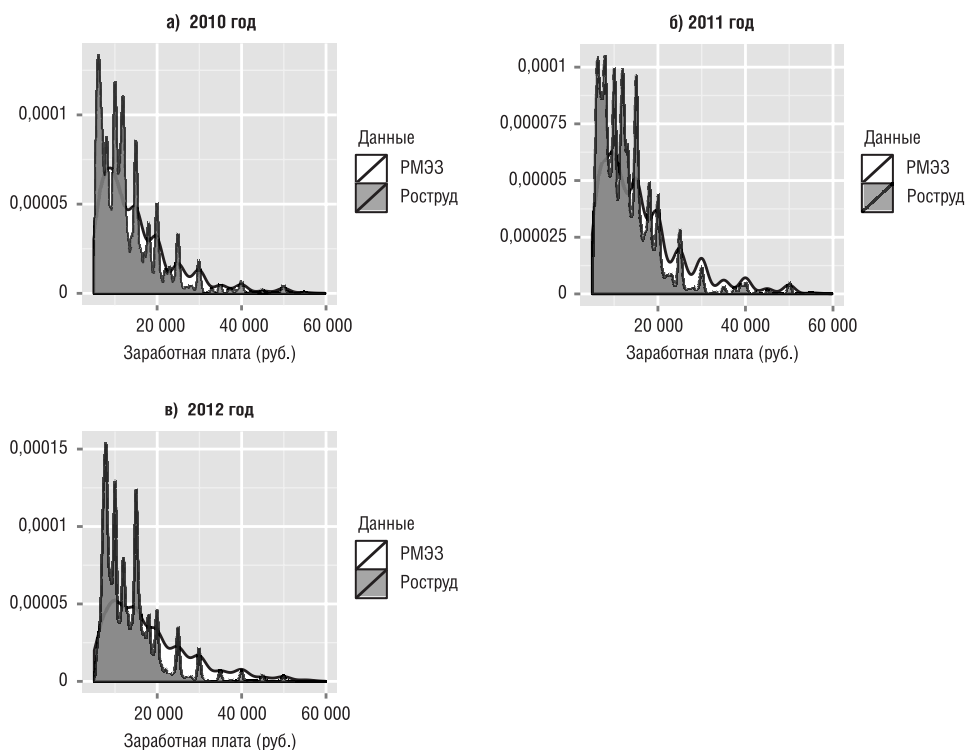 а) 2010 год
0,0001
0,00005
0
20 000 40 000 60 000
Заработная плата (руб.)
Данные
РМЭЗ
Роструд
б) 2011 год
0,0001
0,000075
0,00005
0,000025
0
20 000 40 000 60 000
Заработная плата (руб.)
Данные
РМЭЗ
Роструд
в) 2012 год
0,00015
0,0001
0,00005
0
20 000 40 000 60 000
Заработная плата (руб.)
Данные
РМЭЗ
Роструд